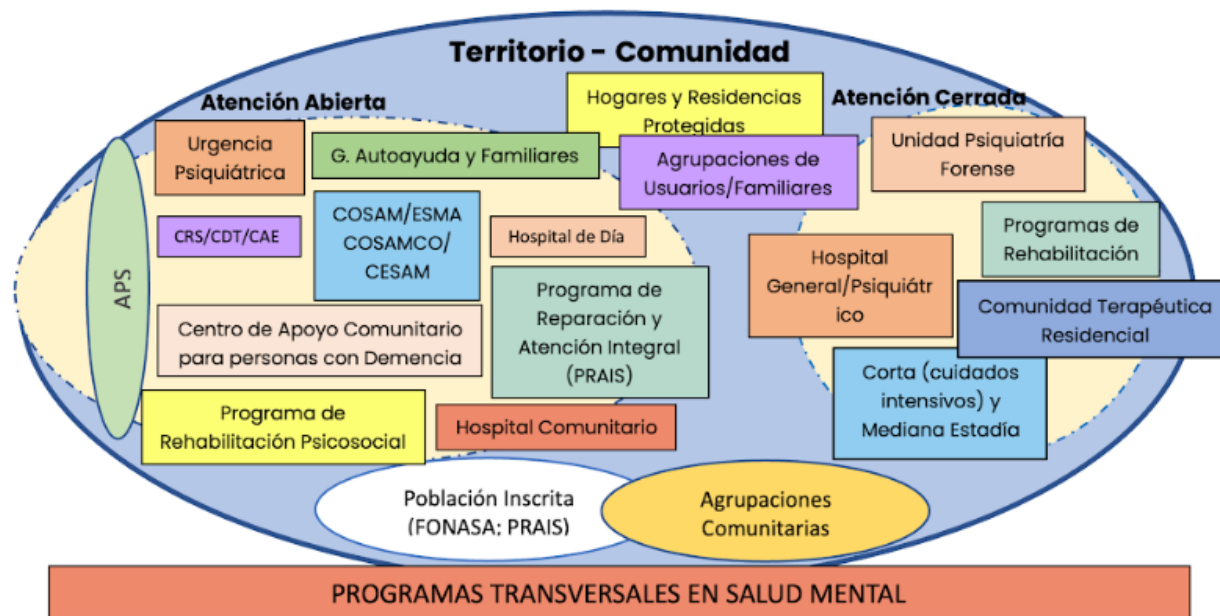 Territorio - Comunidad
Atención Abierta
Hogares y Residencias
Protegidas
Atención Cerrada
Urgencia
Psiquiátrica
G. Autoayuda y Familiares
Agrupaciones de
Usuarios/Familiares
Unidad Psiquiatría
Forense
APS
CRS/CDT/CAE
COSAM/ESMA
COSAMCO/
CESAM
Hospital de Día
Programas de
Rehabilitación
Hospital
General/Psiquiátr
ico
Programa de
Reparación y
Atención Integral
(PRAIS)
Comunidad Terapéutica
Residencial
Centro de Apoyo Comunitario
para personas con Demencia
Corta (cuidados
intensivos) y
Mediana Estadía
Programa de
Rehabilitación Psicosocial
Hospital Comunitario
Población Inscrita
(FONASA; PRAIS)
Agrupaciones
Comunitarias
PROGRAMAS TRANSVERSALES EN SALUD MENTAL